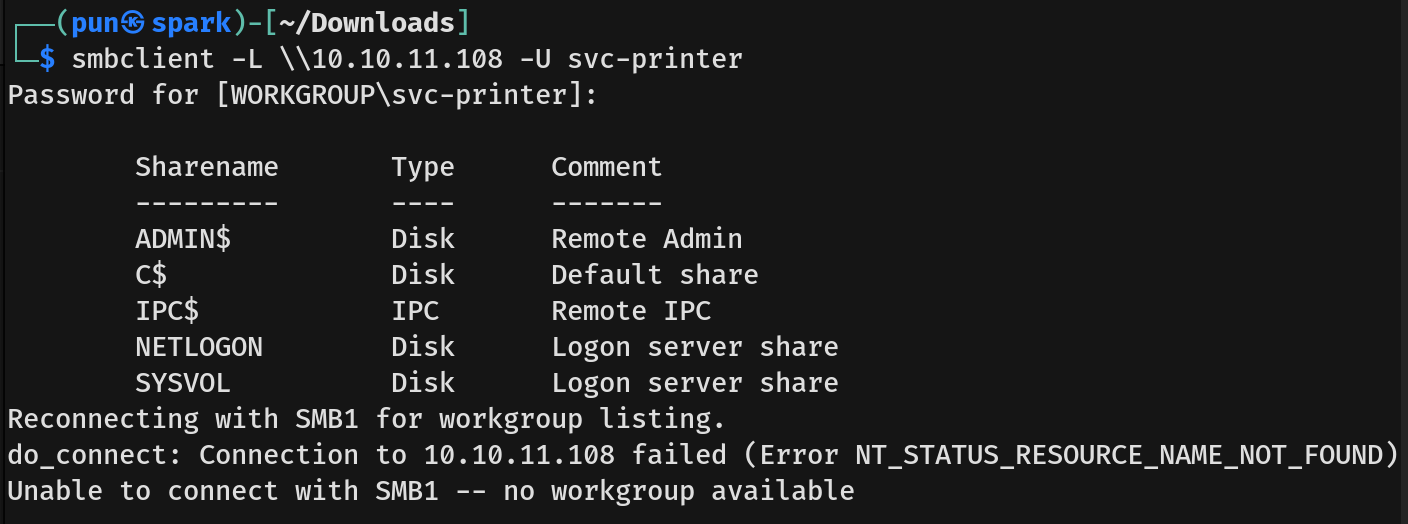 ┌──(pun㉿spark)-[~/Downloads]
└─$ smbclient -L \\10.10.11.108 -U svc-printer
Password for [WORKGROUP\svc-printer]:
Sharename Type Comment
--------- ---- -------
ADMIN$ Disk Remote Admin
C$ Disk Default share
IPC$ IPC Remote IPC
NETLOGON Disk Logon server share
SYSVOL Disk Logon server share
Reconnecting with SMB1 for workgroup listing.
do_connect: Connection to 10.10.11.108 failed (Error NT_STATUS_RESOURCE_NAME_NOT_FOUND)
Unable to connect with SMB1 -- no workgroup available